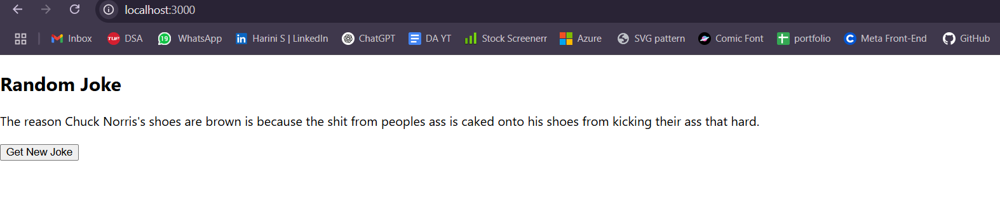 localhost:3000
Inbox TUF DSA 19 WhatsApp in Harini S | LinkedIn ChatGPT DA YT Stock Screenerr Azure SVG pattern Comic Font portfolio C Meta Front-End GitHub
Random Joke
The reason Chuck Norris's shoes are brown is because the shit from peoples ass is caked onto his shoes from kicking their ass that hard.
Get New Joke